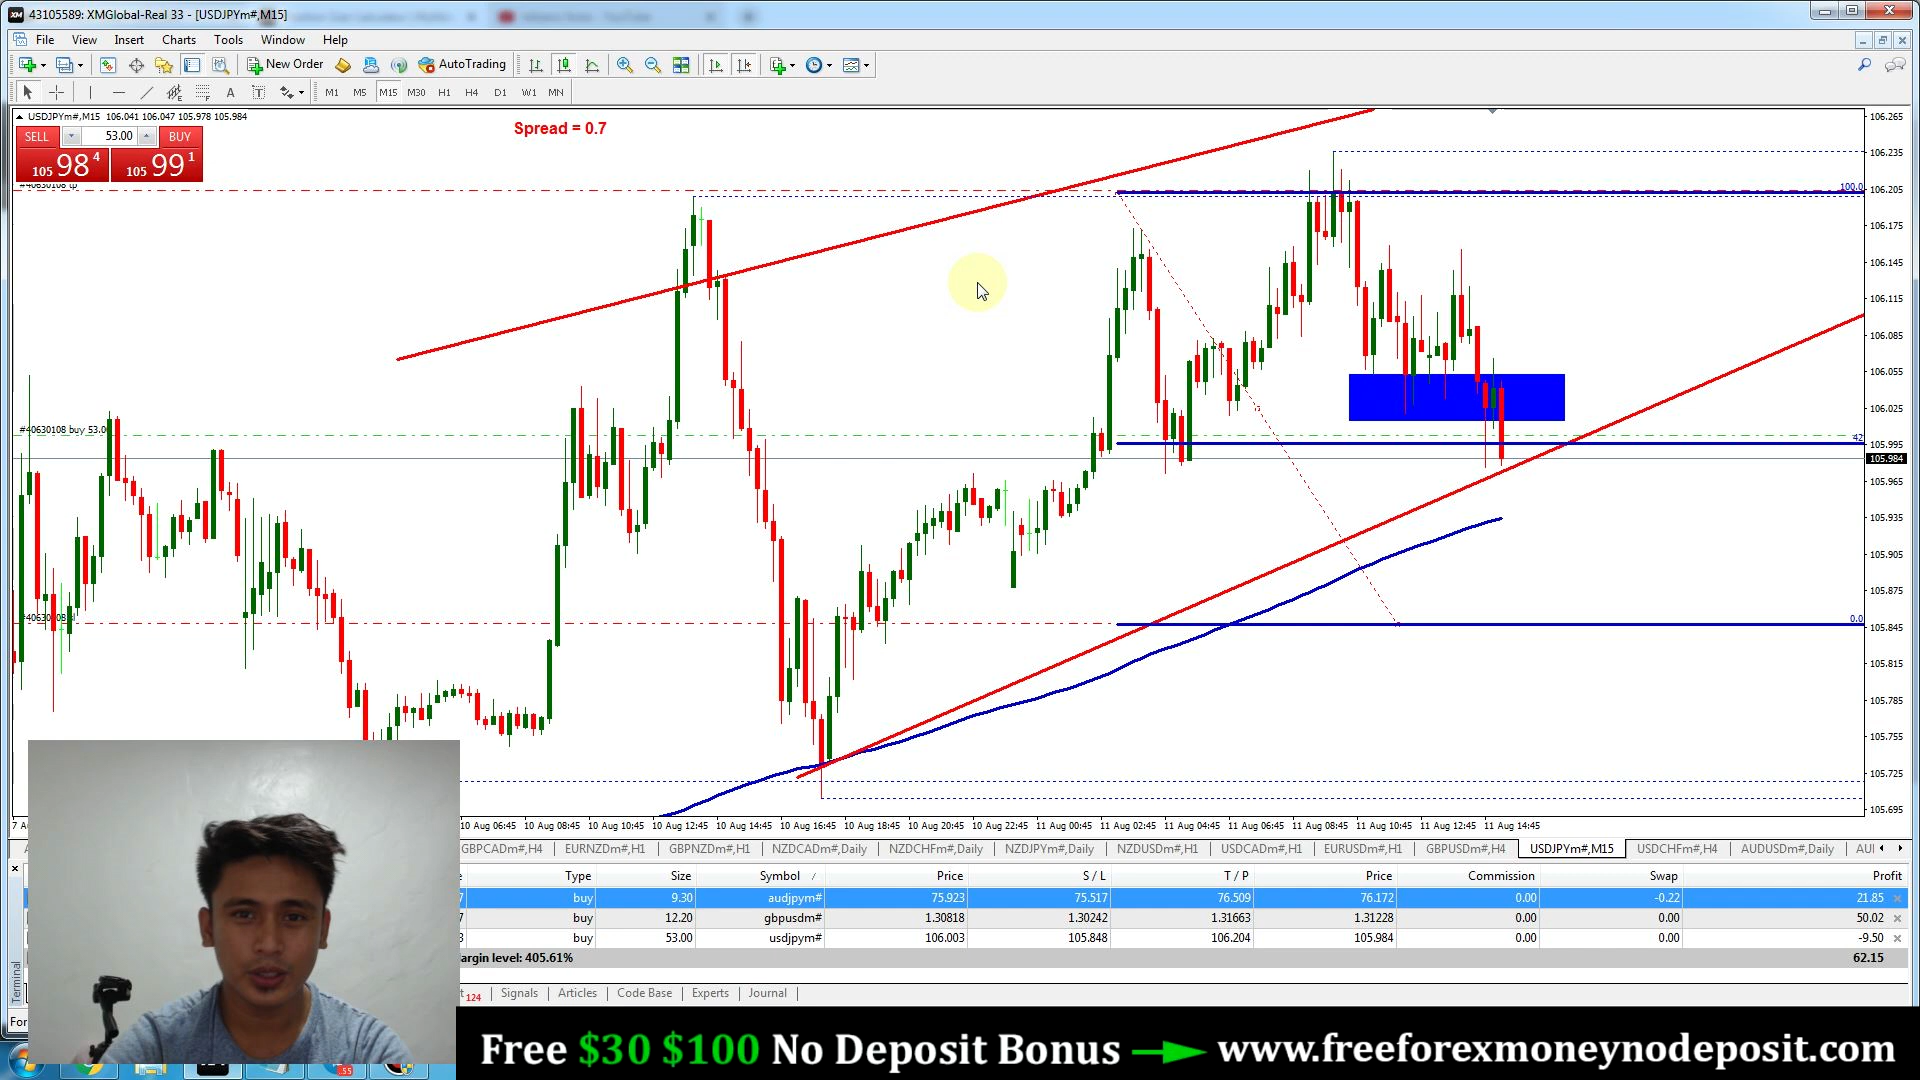 43105589: XMGlobal-Real 33 - [USDJPYm#,M15]
File View Insert Charts Tools Window Help
New Order AutoTrading
A T M1 M5 M15 M30 H1 H4 D1 W1 MN
USDJPYm#,M15 106.041 106.047 105.978 105.984
Spread = 0.7
SELL 53.00 BUY
105 98 4 105 99 1
#40630108 tp
#40630108 buy 53.00
100.0
42
0.0
106.265
106.235
106.205
106.175
106.145
106.115
106.085
106.055
106.025
105.995
105.984
105.965
105.935
105.905
105.875
105.845
105.815
105.785
105.755
105.725
105.695
10 Aug 06:45 10 Aug 08:45 10 Aug 10:45 10 Aug 12:45 10 Aug 14:45 10 Aug 16:45 10 Aug 18:45 10 Aug 20:45 10 Aug 22:45 11 Aug 00:45 11 Aug 02:45 11 Aug 04:45 11 Aug 06:45 11 Aug 08:45 11 Aug 10:45 11 Aug 12:45 11 Aug 14:45
GBPCADm#,H4 EURNZDm#,H1 GBPNZDm#,H1 NZDCADm#,Daily NZDCHFm#,Daily NZDJPYm#,Daily NZDUSDm#,H1 USDCADm#,H1 EURUSDm#,H1 GBPUSDm#,H4 USDJPYm#,M15 USDCHFm#,H4 AUDUSDm#,Daily AU
Type Size Symbol / Price S / L T / P Price Commission Swap Profit
7 buy 9.30 audjpym# 75.923 75.517 76.509 76.172 0.00 -0.22 21.85
7 buy 12.20 gbpusdm# 1.30818 1.30242 1.31663 1.31228 0.00 0.00 50.02
3 buy 53.00 usdjpym# 106.003 105.848 106.204 105.984 0.00 0.00 -9.50
argin level: 405.61% 62.15
Terminal
t 124 Signals Articles Code Base Experts Journal
For
.55
Free $30 $100 No Deposit Bonus www.freeforexmoneynodeposit.com